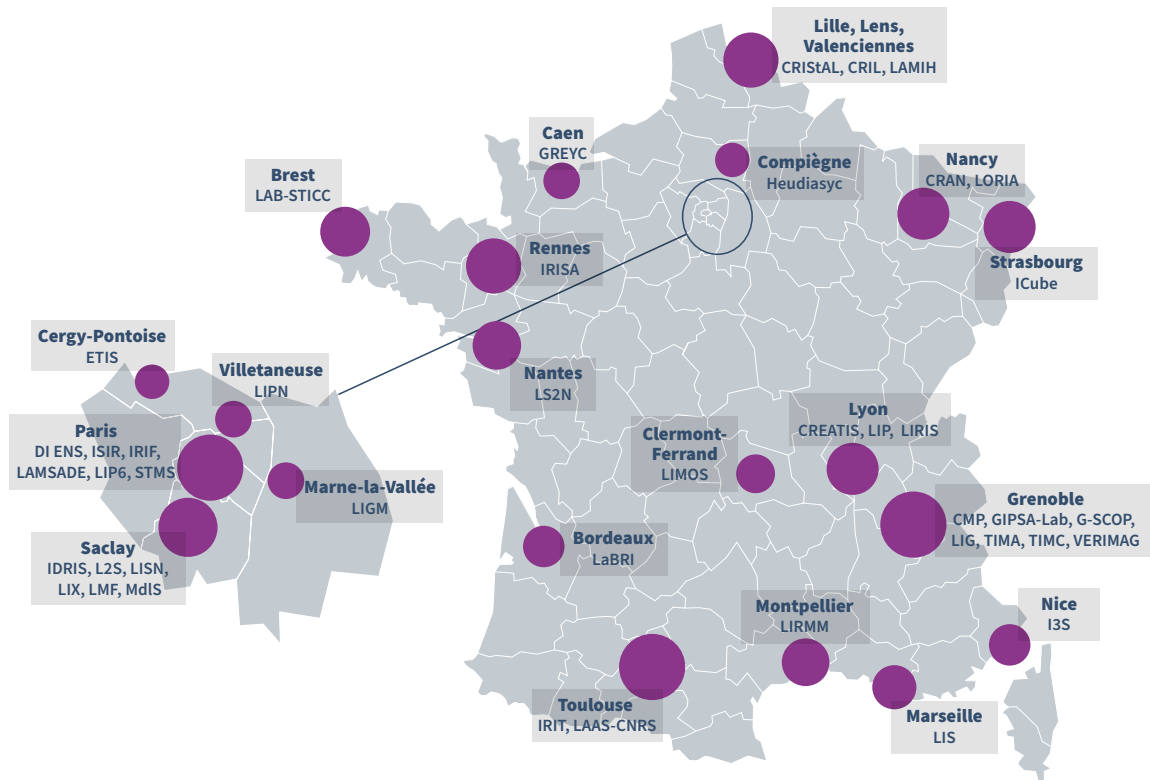 Lille, Lens,
Valenciennes
CRIStAL, CRIL, LAMIH
Caen
GREYC
Compiègne
Heudiasyc
Nancy
CRAN, LORIA
Brest
LAB-STICC
Rennes
IRISA
Strasbourg
ICube
Cergy-Pontoise
ETIS
Villetaneuse
LIPN
Nantes
LS2N
Paris
DI ENS, ISIR, IRIF,
LAMSADE, LIP6, STMS
Lyon
CREATIS, LIP, LIRIS
Clermont-
Ferrand
LIMOS
Marne-la-Vallée
LIGM
Grenoble
CMP, GIPSA-Lab, G-SCOP,
LIG, TIMA, TIMC, VERIMAG
Saclay
IDRIS, L2S, LISN,
LIX, LMF, MdlS
Bordeaux
LaBRI
Montpellier
LIRMM
Nice
I3S
Toulouse
IRIT, LAAS-CNRS
Marseille
LIS